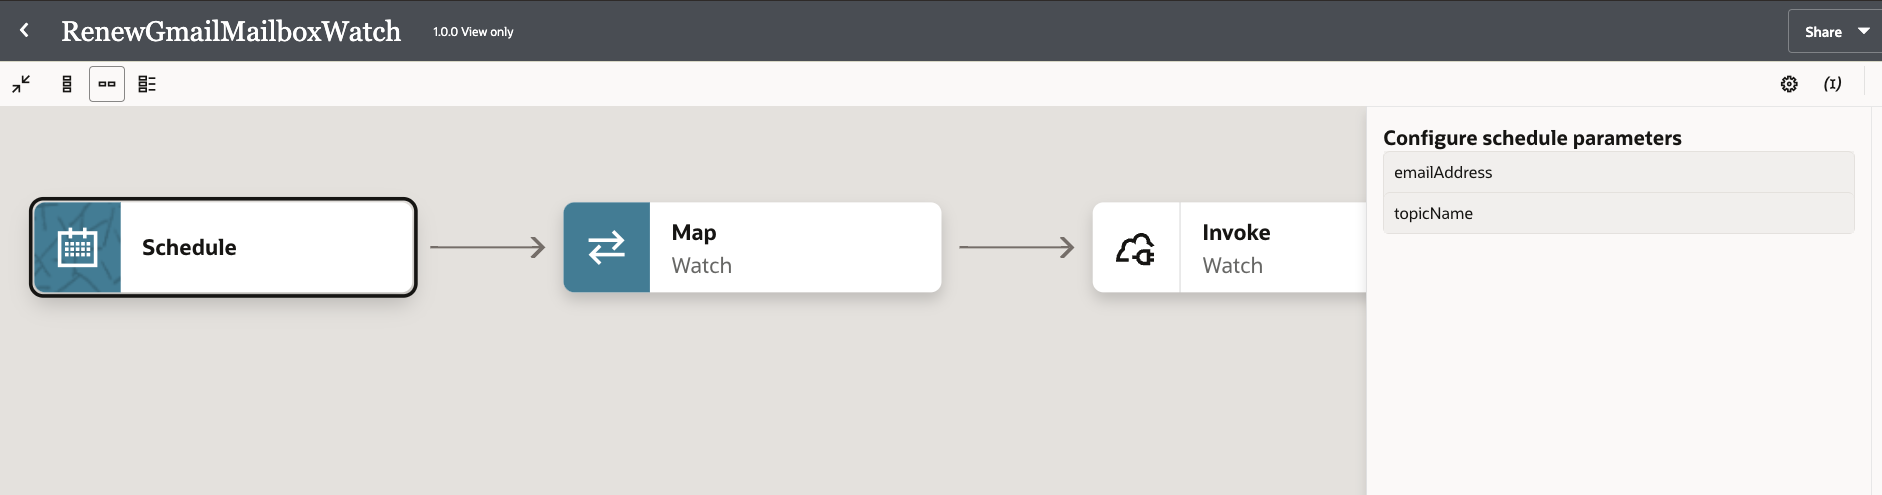 RenewGmailMailboxWatch
1.0.0 View only
Share
(I)
Configure schedule parameters
emailAddress
topicName
Schedule
Map
Watch
Invoke
Watch